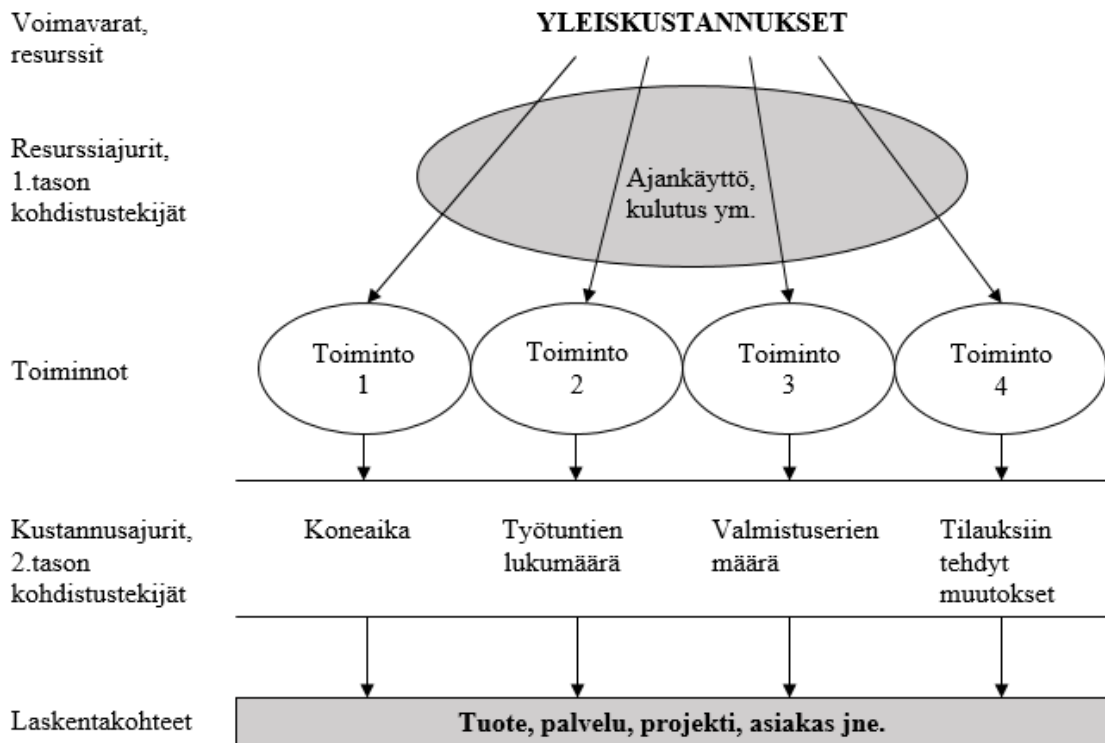 Voimavarat,
resurssit
YLEISKUSTANNUKSET
Resurssiajurit,
1.tason
kohdistustekijät
Ajankäyttö,
kulutus ym.
Toiminnot
Toiminto
1
Toiminto
2
Toiminto
3
Toiminto
4
Kustannusajurit,
2.tason
kohdistustekijät
Koneaika
Työtuntien
lukumäärä
Valmistuserien
määrä
Tilauksiin
tehdyt
muutokset
Laskentakohteet
Tuote, palvelu, projekti, asiakas jne.